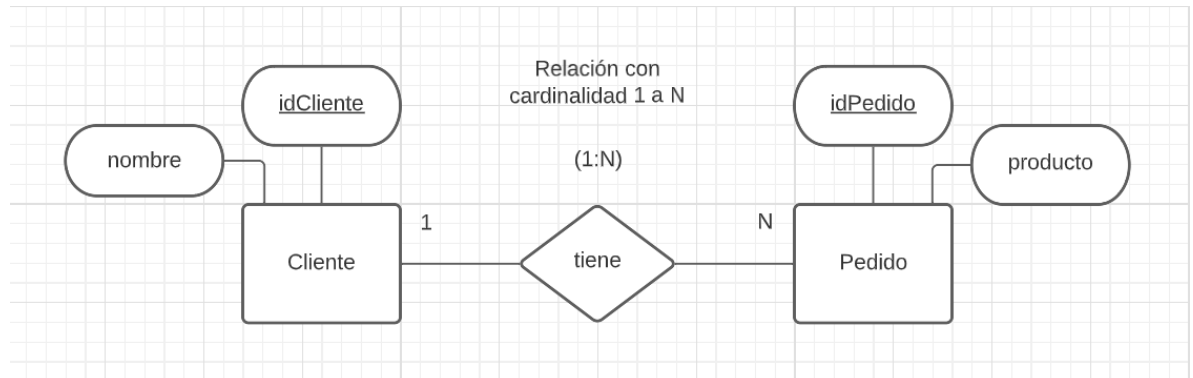 Relación con
cardinalidad 1 a N
idCliente
idPedido
nombre
(1:N)
producto
1
N
Cliente
tiene
Pedido